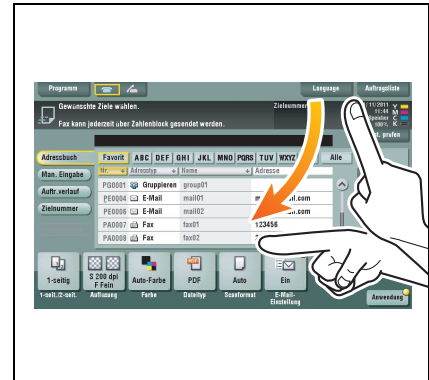 Programm
Language
Auftragsliste
Gewünschte Ziele wählen.
Fax kann jederzeit über Zahlenblock gesendet werden.
11:44
Y
M
C
K
100%
Adressbuch
Favorit ABC DEF GHI JKL MNO PQRS TUV WXYZ Alle
Man. Eingabe
Nr. Adresstyp Name Adresse
PG0001 Gruppieren group01
Auftr.verlauf
PE0004 E-Mail mail01
Zielnummer
PE0006 E-Mail mail02
PA0007 Fax fax01 123456
PA0008 Fax fax02
1-seitig
S 200 dpi
F Fein
Auto-Farbe
PDF
Auto
Ein
1-seit./2-seit.
Auflösung
Farbe
Dateityp
Scanformat
E-Mail-
Einstellung
Anwendung